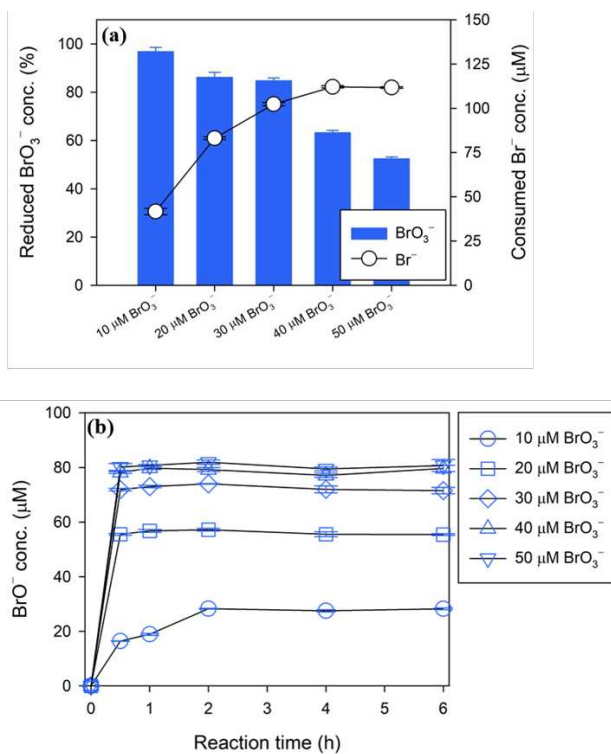 (a)
Reduced BrO₃⁻ conc. (%)
100
80
60
40
20
0
150
125
100
75
50
25
0
Consumed Br⁻ conc. (μM)
BrO₃⁻
Br⁻
10 μM BrO₃⁻
20 μM BrO₃⁻
30 μM BrO₃⁻
40 μM BrO₃⁻
50 μM BrO₃⁻
(b)
BrO⁻ conc. (μM)
100
80
60
40
20
0
0 1 2 3 4 5 6
Reaction time (h)
10 μM BrO₃⁻
20 μM BrO₃⁻
30 μM BrO₃⁻
40 μM BrO₃⁻
50 μM BrO₃⁻